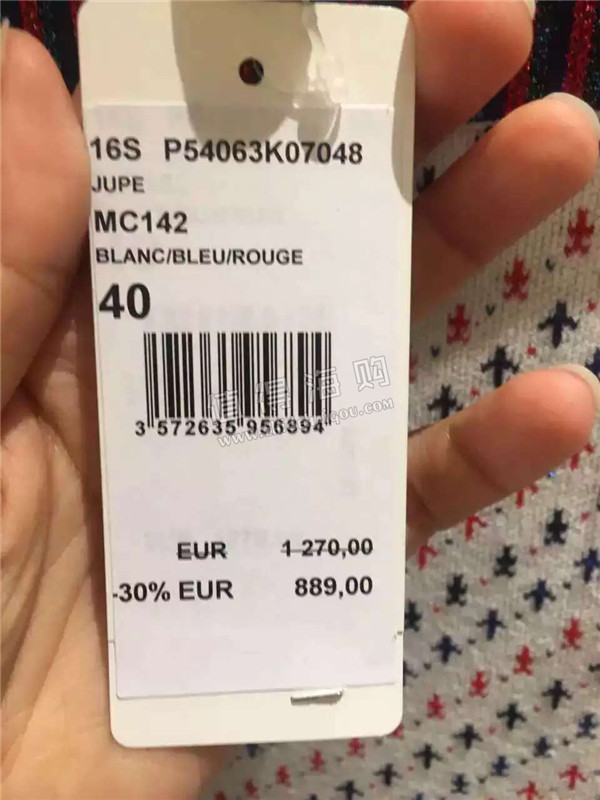 16S P54063K07048
JUPE
MC142
BLANC/BLEU/ROUGE
40
值得海购
3 572635 956894
EUR 1 270,00
-30% EUR 889,00